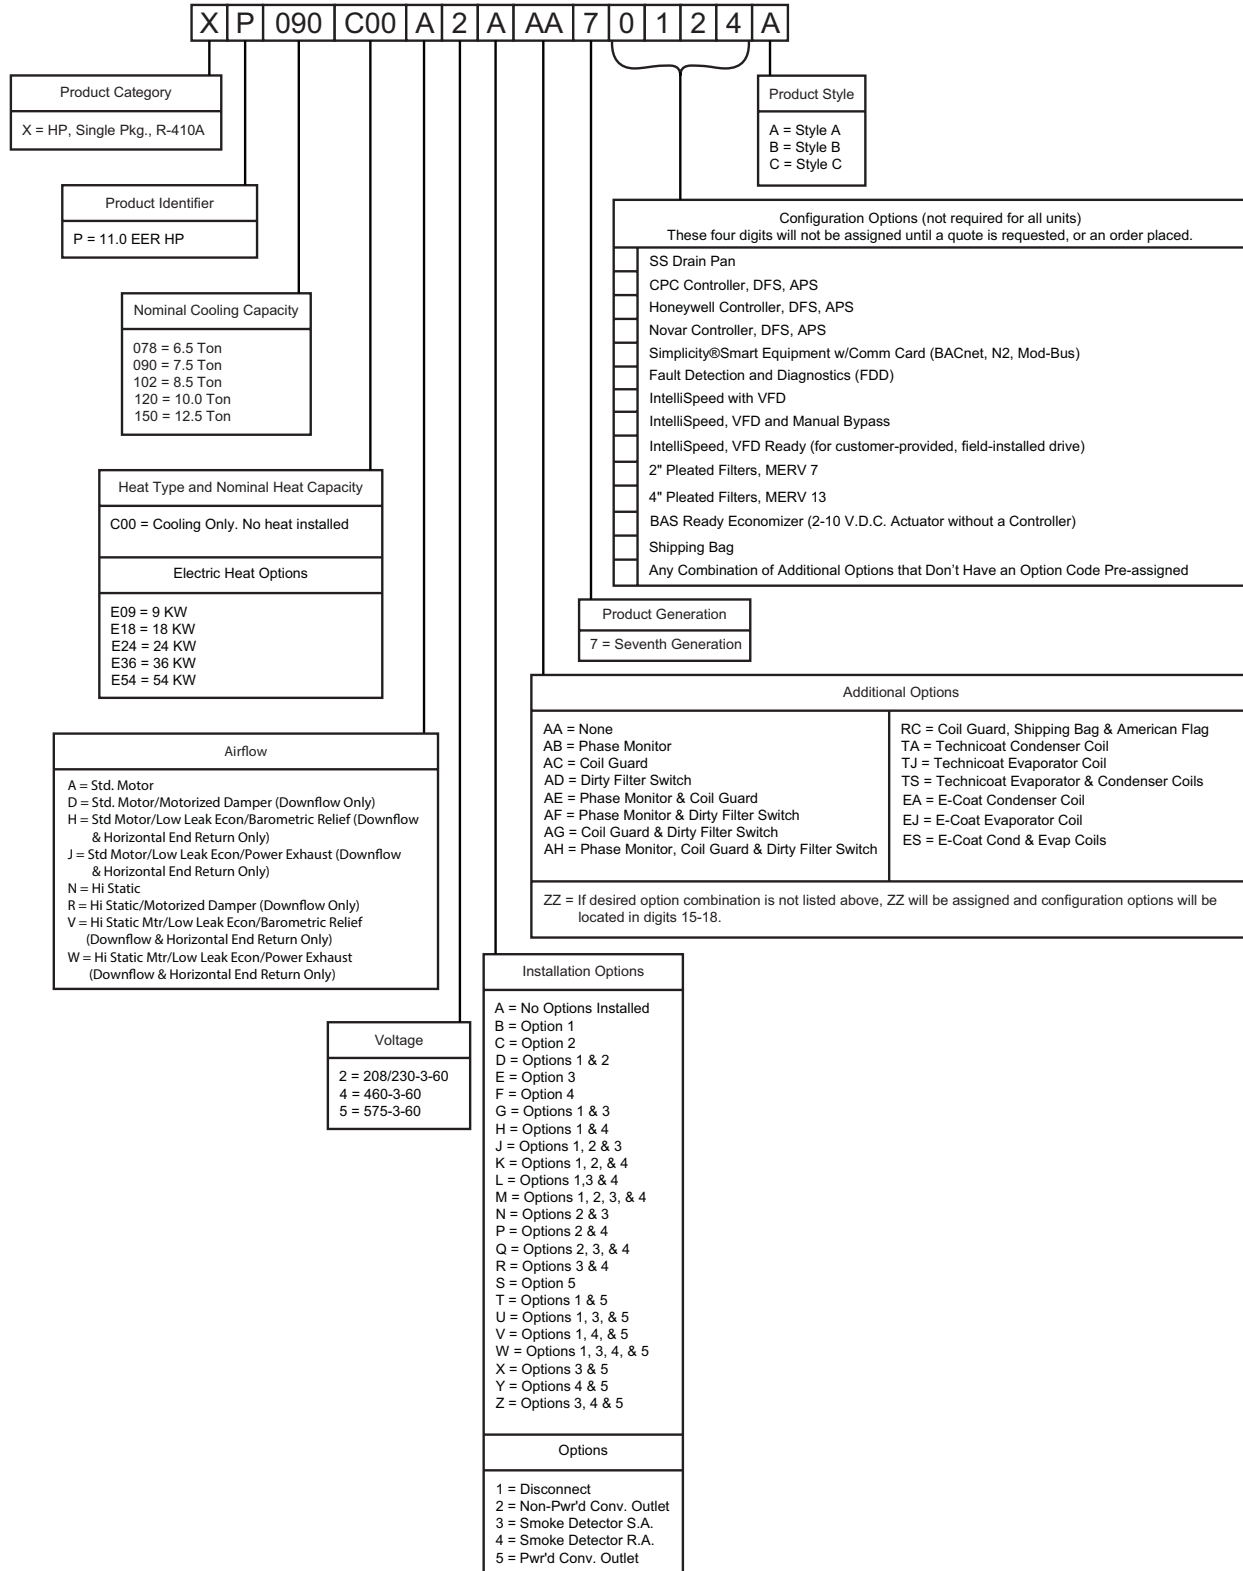 X P 090 C00 A 2 A AA 7 0 1 2 4 A
Product Category
X = HP, Single Pkg., R-410A
Product Identifier
P = 11.0 EER HP
Nominal Cooling Capacity
078 = 6.5 Ton
090 = 7.5 Ton
102 = 8.5 Ton
120 = 10.0 Ton
150 = 12.5 Ton
Heat Type and Nominal Heat Capacity
C00 = Cooling Only. No heat installed
Electric Heat Options
E09 = 9 KW
E18 = 18 KW
E24 = 24 KW
E36 = 36 KW
E54 = 54 KW
Airflow
A = Std. Motor
D = Std. Motor/Motorized Damper (Downflow Only)
H = Std Motor/Low Leak Econ/Barometric Relief (Downflow
& Horizontal End Return Only)
J = Std Motor/Low Leak Econ/Power Exhaust (Downflow
& Horizontal End Return Only)
N = Hi Static
R = Hi Static/Motorized Damper (Downflow Only)
V = Hi Static Mtr/Low Leak Econ/Barometric Relief
(Downflow & Horizontal End Return Only)
W = Hi Static Mtr/Low Leak Econ/Power Exhaust
(Downflow & Horizontal End Return Only)
Voltage
2 = 208/230-3-60
4 = 460-3-60
5 = 575-3-60
Installation Options
A = No Options Installed
B = Option 1
C = Option 2
D = Options 1 & 2
E = Option 3
F = Option 4
G = Options 1 & 3
H = Options 1 & 4
J = Options 1, 2 & 3
K = Options 1, 2, & 4
L = Options 1,3 & 4
M = Options 1, 2, 3, & 4
N = Options 2 & 3
P = Options 2 & 4
Q = Options 2, 3, & 4
R = Options 3 & 4
S = Option 5
T = Options 1 & 5
U = Options 1, 3, & 5
V = Options 1, 4, & 5
W = Options 1, 3, 4, & 5
X = Options 3 & 5
Y = Options 4 & 5
Z = Options 3, 4 & 5
Options
1 = Disconnect
2 = Non-Pwr'd Conv. Outlet
3 = Smoke Detector S.A.
4 = Smoke Detector R.A.
5 = Pwr'd Conv. Outlet
Additional Options
AA = None
AB = Phase Monitor
AC = Coil Guard
AD = Dirty Filter Switch
AE = Phase Monitor & Coil Guard
AF = Phase Monitor & Dirty Filter Switch
AG = Coil Guard & Dirty Filter Switch
AH = Phase Monitor, Coil Guard & Dirty Filter Switch
RC = Coil Guard, Shipping Bag & American Flag
TA = Technicoat Condenser Coil
TJ = Technicoat Evaporator Coil
TS = Technicoat Evaporator & Condenser Coils
EA = E-Coat Condenser Coil
EJ = E-Coat Evaporator Coil
ES = E-Coat Cond & Evap Coils
ZZ = If desired option combination is not listed above, ZZ will be assigned and configuration options will be
located in digits 15-18.
Product Generation
7 = Seventh Generation
Configuration Options (not required for all units)
These four digits will not be assigned until a quote is requested, or an order placed.
SS Drain Pan
CPC Controller, DFS, APS
Honeywell Controller, DFS, APS
Novar Controller, DFS, APS
Simplicity®Smart Equipment w/Comm Card (BACnet, N2, Mod-Bus)
Fault Detection and Diagnostics (FDD)
IntelliSpeed with VFD
IntelliSpeed, VFD and Manual Bypass
IntelliSpeed, VFD Ready (for customer-provided, field-installed drive)
2" Pleated Filters, MERV 7
4" Pleated Filters, MERV 13
BAS Ready Economizer (2-10 V.D.C. Actuator without a Controller)
Shipping Bag
Any Combination of Additional Options that Don't Have an Option Code Pre-assigned
Product Style
A = Style A
B = Style B
C = Style C